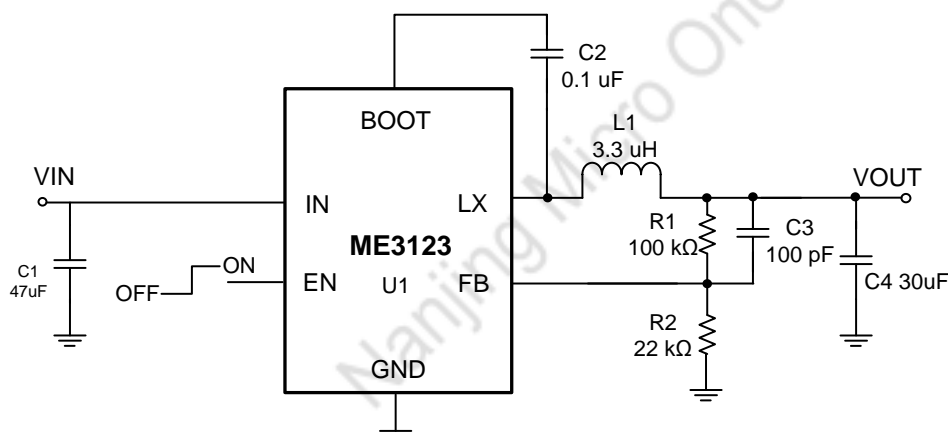 C2
0.1 uF
BOOT
L1
3.3 uH
VIN
VOUT
IN
LX
R1
100 kΩ
C3
100 pF
ME3123
C1
47uF
ON
OFF
EN
U1
FB
C4 30uF
R2
22 kΩ
GND
Nanjing Micro One